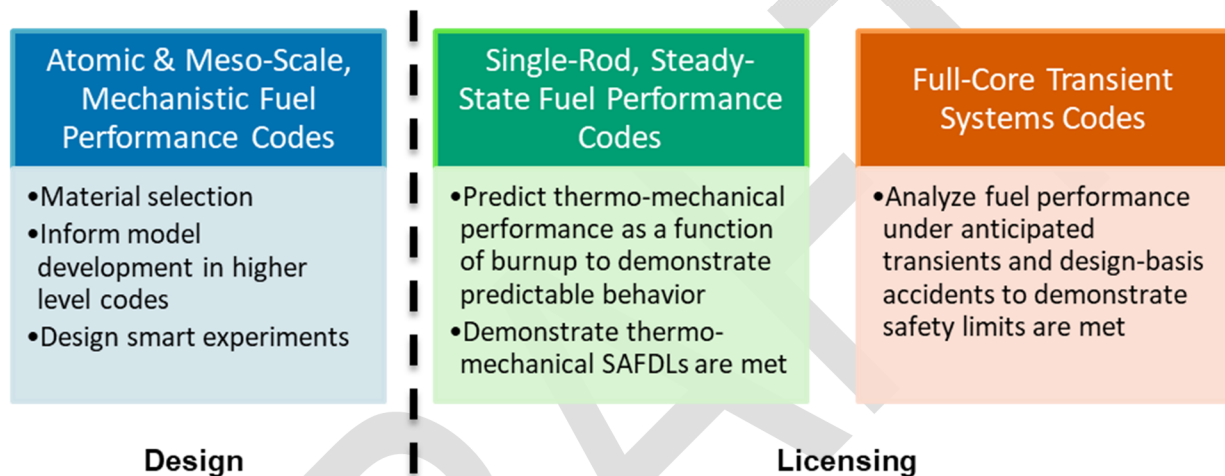 Atomic & Meso-Scale,
Mechanistic Fuel
Performance Codes
•Material selection
•Inform model
development in higher
level codes
•Design smart experiments
Single-Rod, Steady-
State Fuel Performance
Codes
•Predict thermo-mechanical
performance as a function
of burnup to demonstrate
predictable behavior
•Demonstrate thermo-
mechanical SAFDLs are met
Full-Core Transient
Systems Codes
•Analyze fuel performance
under anticipated
transients and design-basis
accidents to demonstrate
safety limits are met
Design
Licensing